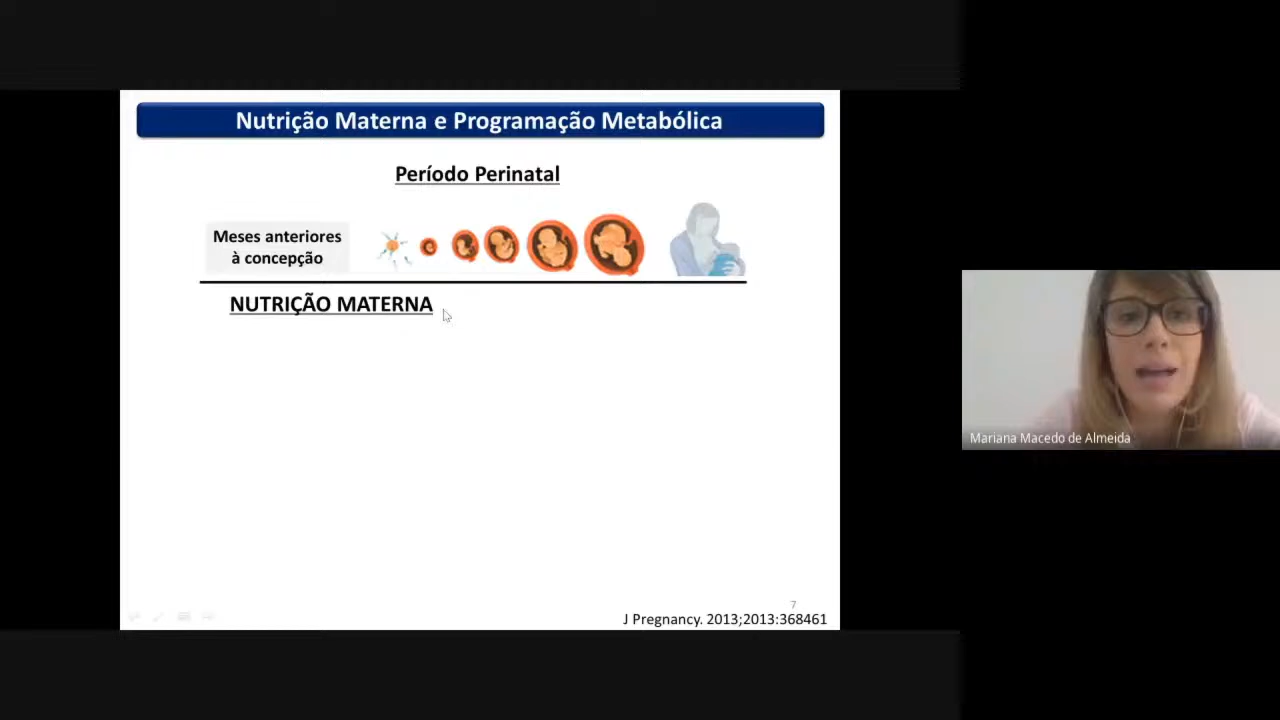 Nutrição Materna e Programação Metabólica
Período Perinatal
Meses anteriores
à concepção
NUTRIÇÃO MATERNA
Mariana Macedo de Almeida
7
J Pregnancy. 2013;2013:368461